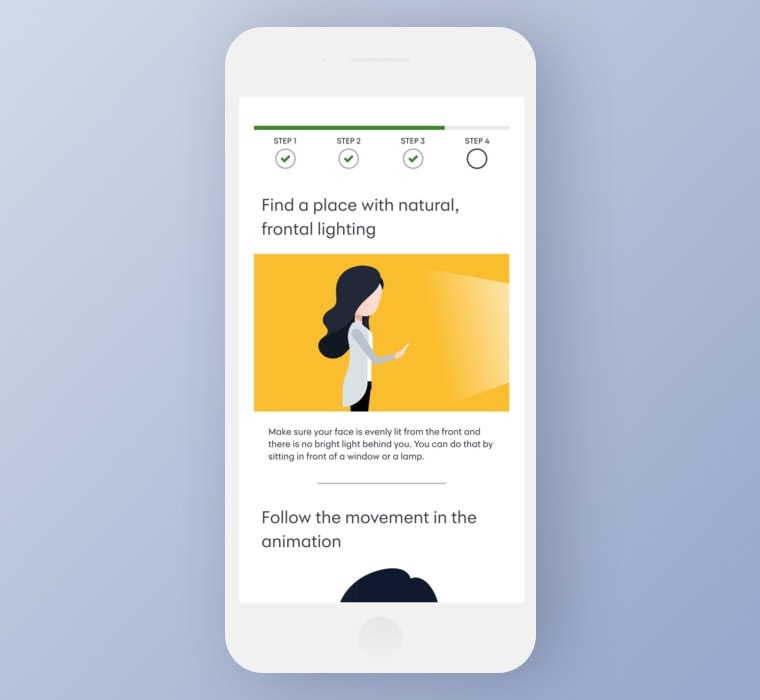 STEP 1 STEP 2 STEP 3 STEP 4
Find a place with natural,
frontal lighting
Make sure your face is evenly lit from the front and
there is no bright light behind you. You can do that by
sitting in front of a window or a lamp.
Follow the movement in the
animation